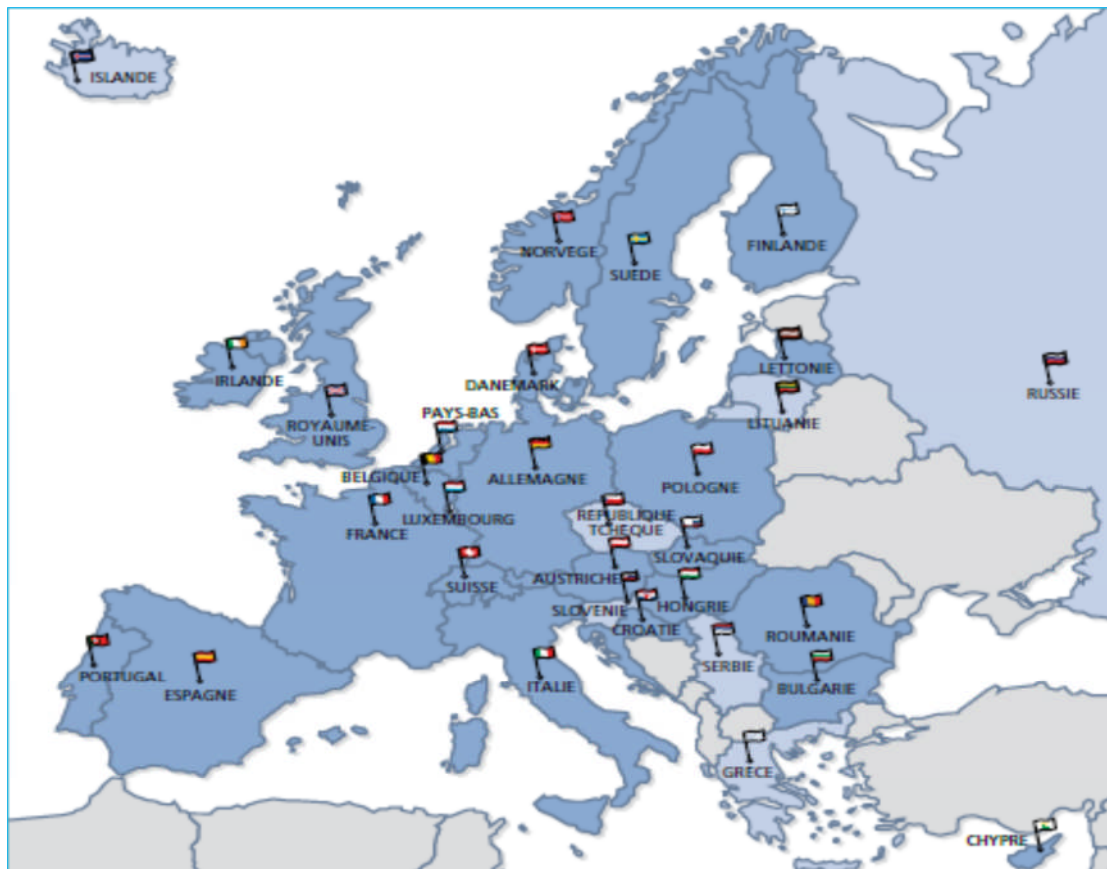 ISLANDE
NORVEGE
FINLANDE
SUEDE
LETTONIE
IRLANDE
DANEMARK
RUSSIE
PAYS-BAS
LITUANIE
ROYAUME-
UNIS
BELGIQUE
ALLEMAGNE
POLOGNE
LUXEMBOURG
REPUBLIQUE
TCHEQUE
FRANCE
SLOVAQUIE
SUISSE
AUSTRICHE
SLOVENIE
HONGRIE
CROATIE
ROUMANIE
SERBIE
PORTUGAL
ESPAGNE
ITALIE
BULGARIE
GRECE
CHYPRE